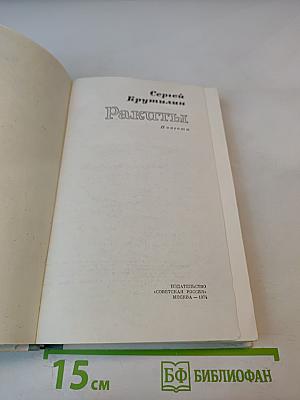 Сергей
Крутилин
Ракиты
Повести
ИЗДАТЕЛЬСТВО
«СОВЕТСКАЯ РОССИЯ»
МОСКВА — 1974
15 см
БФ БИБЛИОФАН